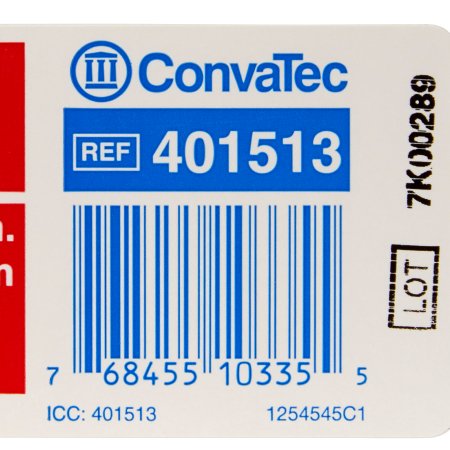 ConvaTec
REF 401513
7 68455 10335 5
ICC: 401513
1254545C1
LOT 7K00289